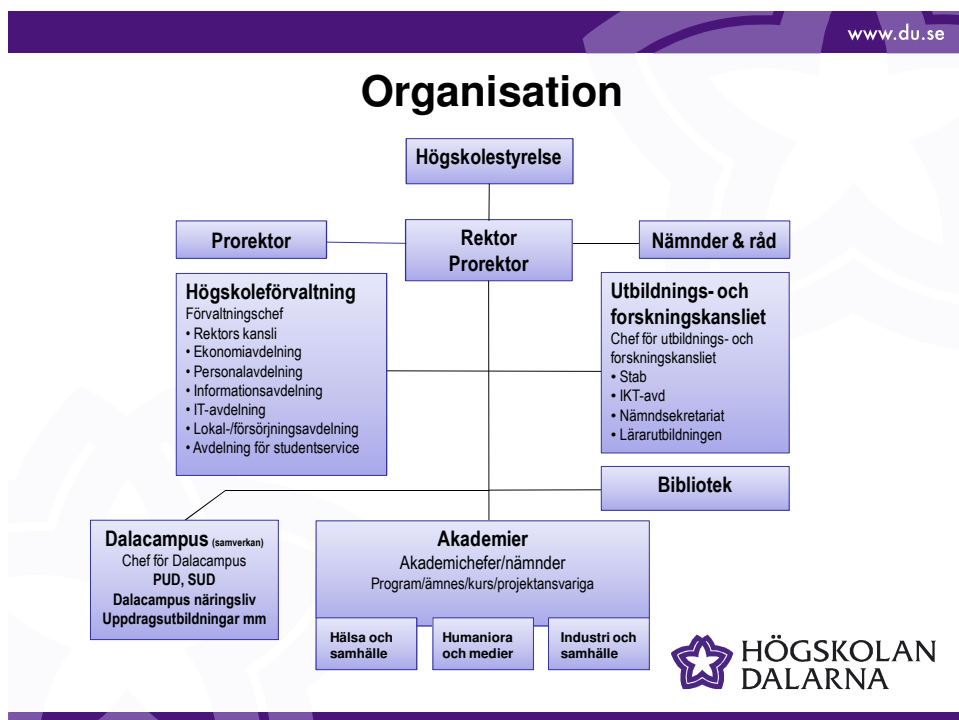 www.du.se
Organisation
Högskolestyrelse
Prorektor
Rektor
Prorektor
Nämnder & råd
Högskoleförvaltning
Förvaltningschef
• Rektors kansli
• Ekonomiavdelning
• Personalavdelning
• Informationsavdelning
• IT-avdelning
• Lokal-/försörjningsavdelning
• Avdelning för studentservice
Utbildnings- och
forskningskansliet
Chef för utbildnings- och
forskningskansliet
• Stab
• IKT-avd
• Nämndsekretariat
• Lärarutbildningen
Bibliotek
Dalacampus (samverkan)
Chef för Dalacampus
PUD, SUD
Dalacampus näringsliv
Uppdragsutbildningar mm
Akademier
Akademichefer/nämnder
Program/ämnes/kurs/projektansvariga
Hälsa och
samhälle
Humaniora
och medier
Industri och
samhälle
HÖGSKOLAN
DALARNA